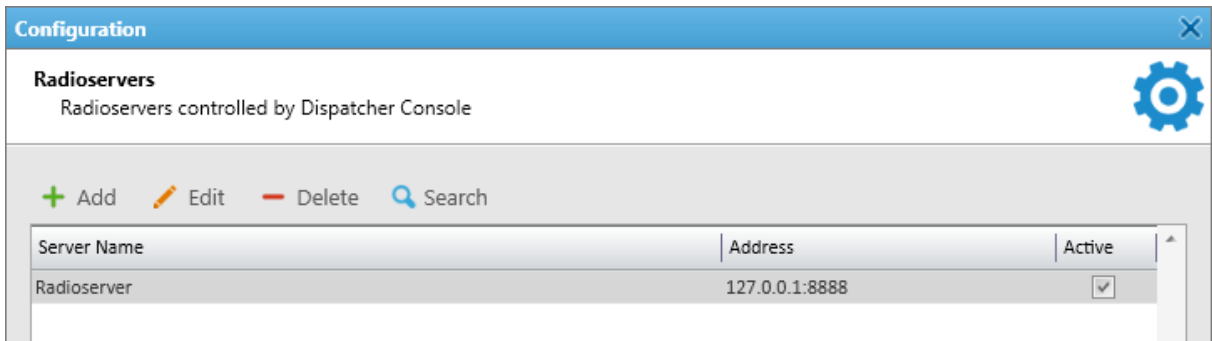 Configuration
Radioservers
Radioservers controlled by Dispatcher Console
Add Edit Delete Search
Server Name Address Active
Radioserver 127.0.0.1:8888